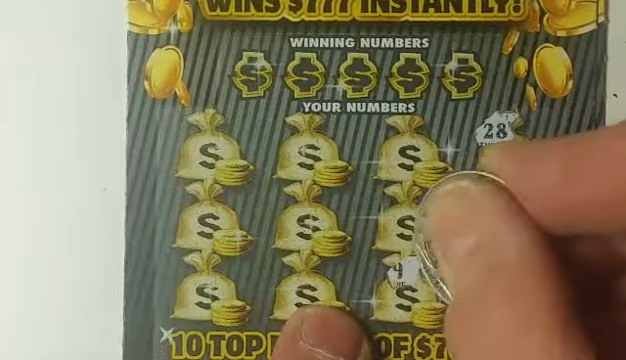 WINS $777 INSTANTLY!
WINNING NUMBERS
$ $ $ $ $
YOUR NUMBERS
$ $ $ 28
$ $ $
$ $ $
10 TOP OF $7